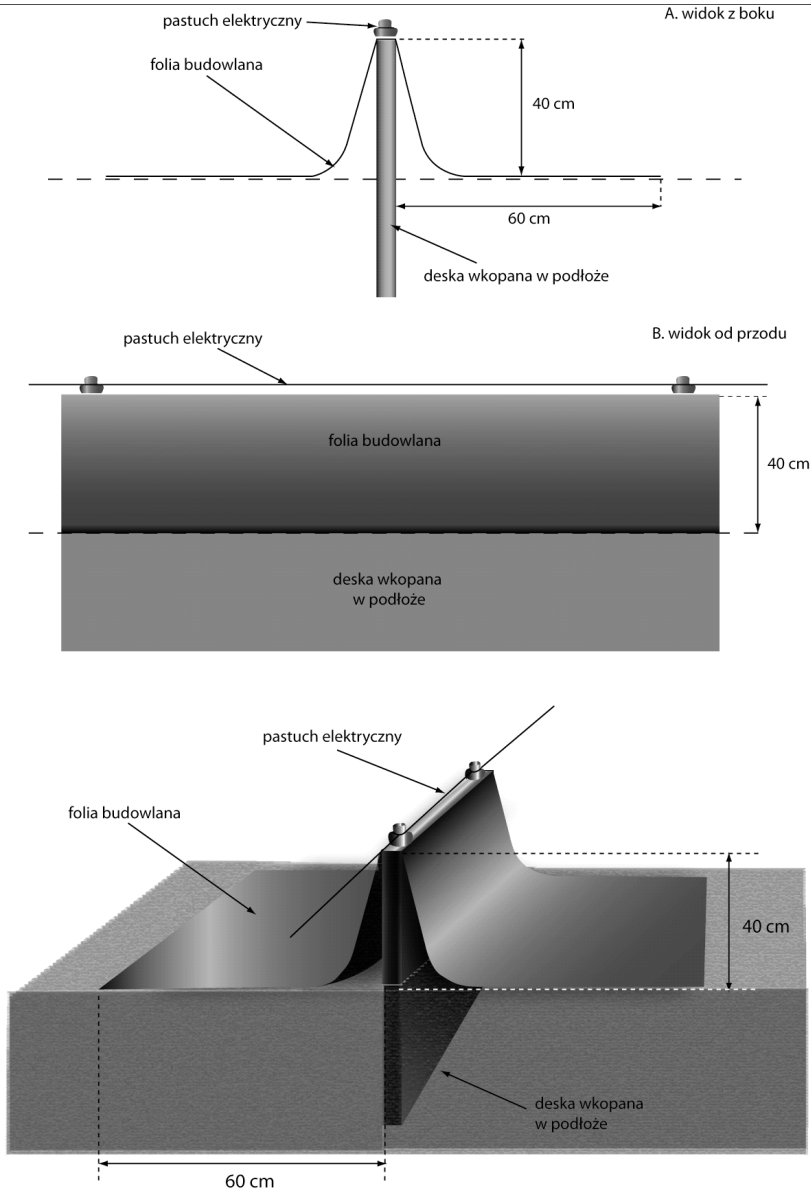 A. widok z boku
pastuch elektryczny
folia budowlana
40 cm
60 cm
deska wkopana w podłoże
B. widok od przodu
pastuch elektryczny
folia budowlana
40 cm
deska wkopana
w podłoże
pastuch elektryczny
folia budowlana
40 cm
deska wkopana
w podłoże
60 cm